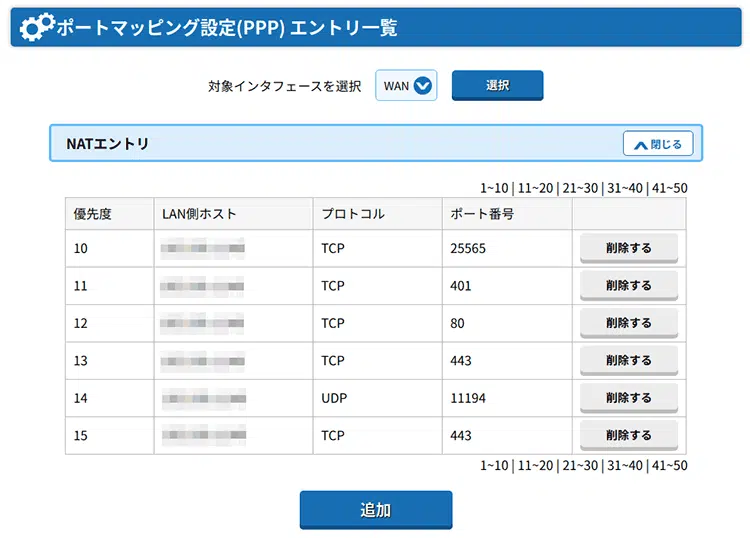 ポートマッピング設定(PPP) エントリ一覧
対象インタフェースを選択 WAN 選択
NATエントリ 閉じる
1~10 | 11~20 | 21~30 | 31~40 | 41~50
優先度 LAN側ホスト プロトコル ポート番号
10 TCP 25565 削除する
11 TCP 401 削除する
12 TCP 80 削除する
13 TCP 443 削除する
14 UDP 11194 削除する
15 TCP 443 削除する
1~10 | 11~20 | 21~30 | 31~40 | 41~50
追加